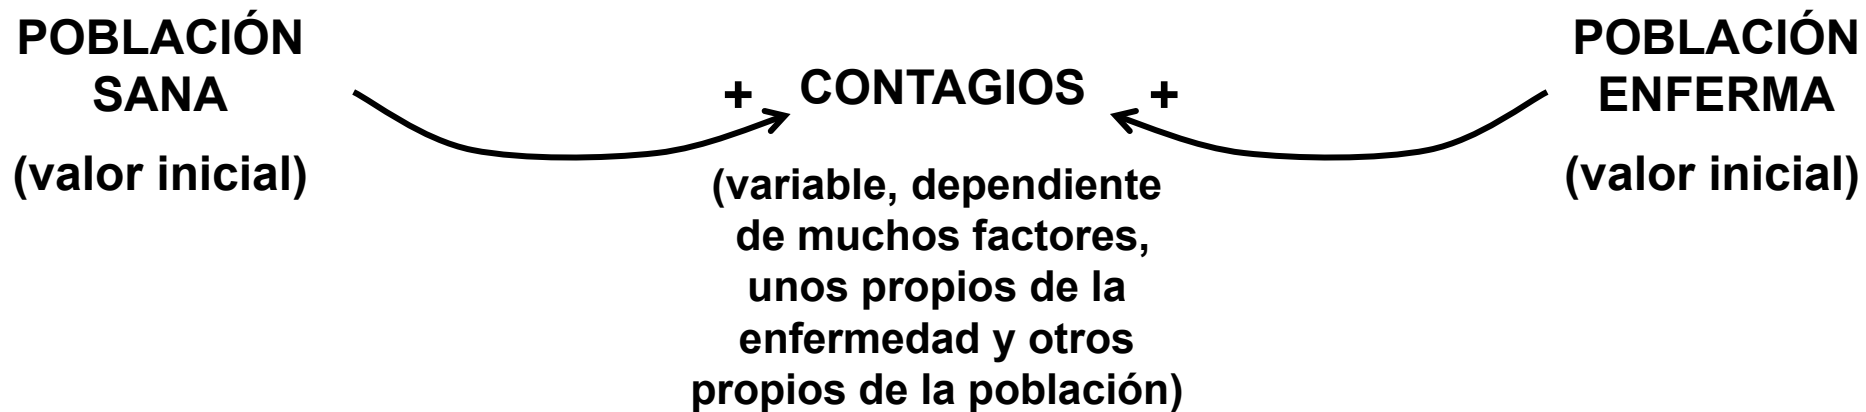 POBLACIÓN
SANA
(valor inicial)
+ CONTAGIOS +
(variable, dependiente
de muchos factores,
unos propios de la
enfermedad y otros
propios de la población)
POBLACIÓN
ENFERMA
(valor inicial)